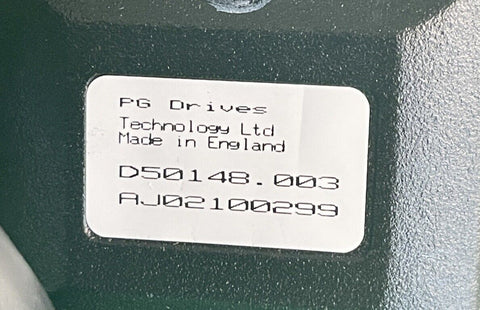 PG Drives
Technology Ltd
Made in England
D50148.003
AJ02100299